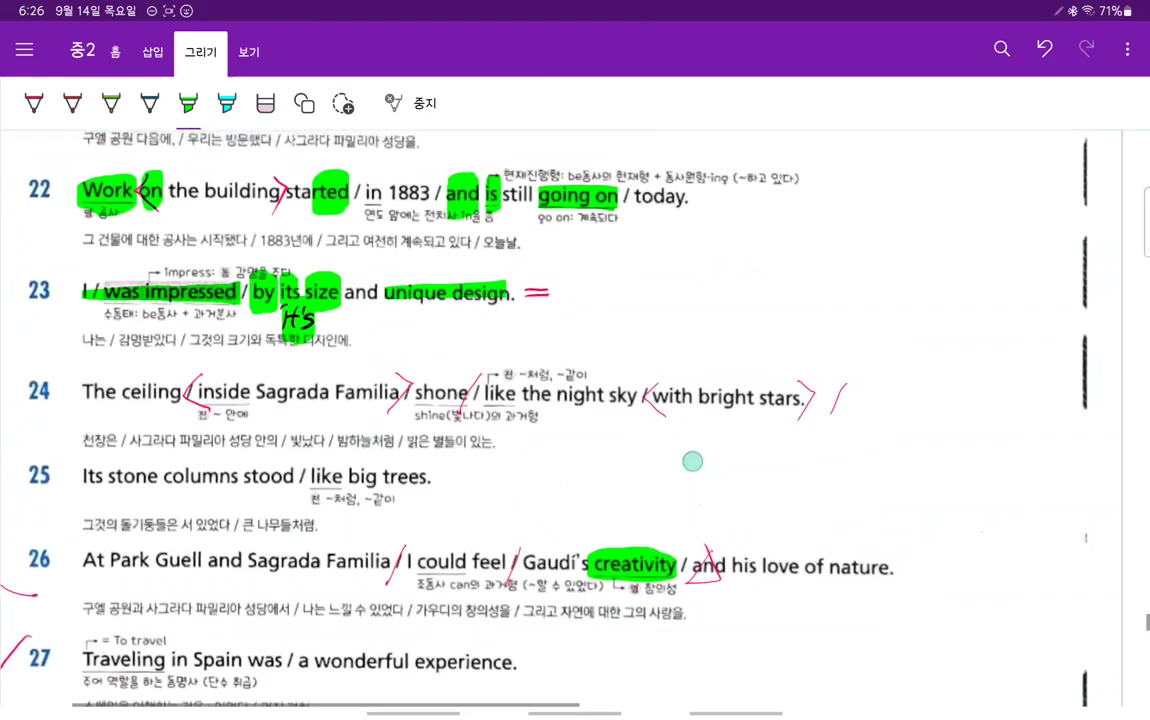 6:26 9월 14일 목요일 71%
중2 홈 삽입 그리기 보기
중지
구엘 공원 다음에, / 우리는 방문했다 / 사그라다 파밀리아 성당을.
현재진행형: be동사의 현재형 + 동사원형-ing (~하고 있다)
22 Work on the building started / in 1883 / and is still going on / today.
명 공사 연도 앞에는 전치사 in을 씀 go on: 계속되다
그 건물에 대한 공사는 시작됐다 / 1883년에 / 그리고 여전히 계속되고 있다 / 오늘날.
impress: 동 감명을 주다
23 I / was impressed / by its size and unique design. =
수동태: be동사 + 과거분사 it's
나는 / 감명받았다 / 그것의 크기와 독특한 디자인에.
전 ~처럼, ~같이
24 The ceiling / inside Sagrada Familia / shone / like the night sky / with bright stars.
전 ~ 안에 shine(빛나다)의 과거형
천장은 / 사그라다 파밀리아 성당 안의 / 빛났다 / 밤하늘처럼 / 밝은 별들이 있는.
25 Its stone columns stood / like big trees.
전 ~처럼, ~같이
그것의 돌기둥들은 서 있었다 / 큰 나무들처럼.
26 At Park Guell and Sagrada Familia / I could feel / Gaudi's creativity / and his love of nature.
조동사 can의 과거형 (~할 수 있었다) 명 창의성
구엘 공원과 사그라다 파밀리아 성당에서 / 나는 느낄 수 있었다 / 가우디의 창의성을 / 그리고 자연에 대한 그의 사랑을.
= To travel
27 Traveling in Spain was / a wonderful experience.
주어 역할을 하는 동명사 (단수 취급)